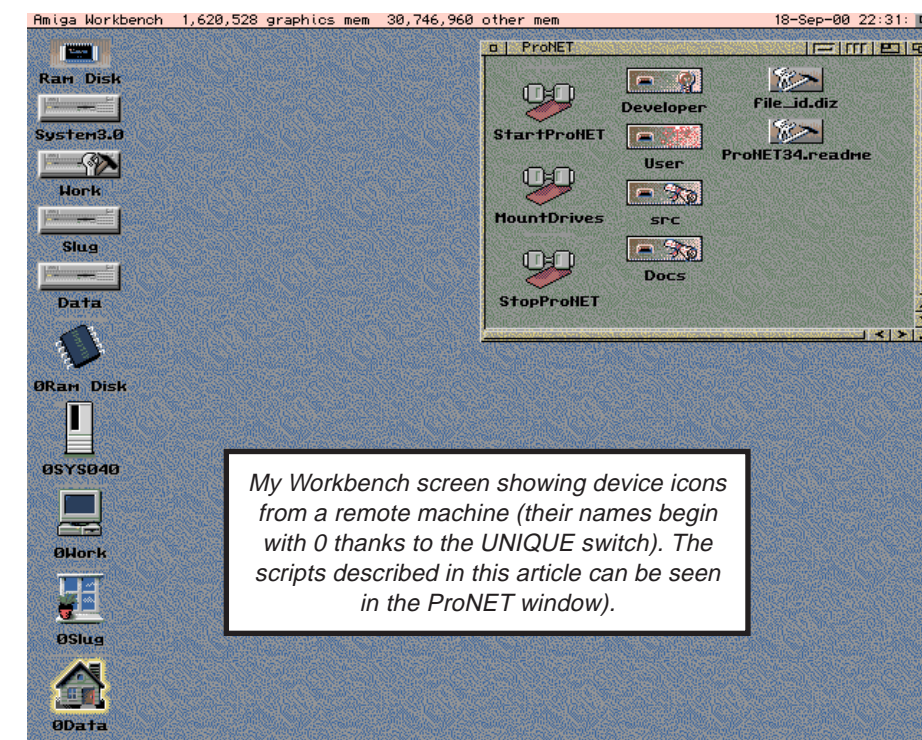 Amiga Workbench 1,620,528 graphics mem 30,746,960 other mem 18-Sep-00 22:31:
ProNET
Ram Disk
System3.0
Work
Slug
Data
0Ram Disk
0SYS040
0Work
0Slug
0Data
StartProNET
MountDrives
StopProNET
Developer
User
src
Docs
File_id.diz
ProNET34.readme
My Workbench screen showing device icons
from a remote machine (their names begin
with 0 thanks to the UNIQUE switch). The
scripts described in this article can be seen
in the ProNET window).